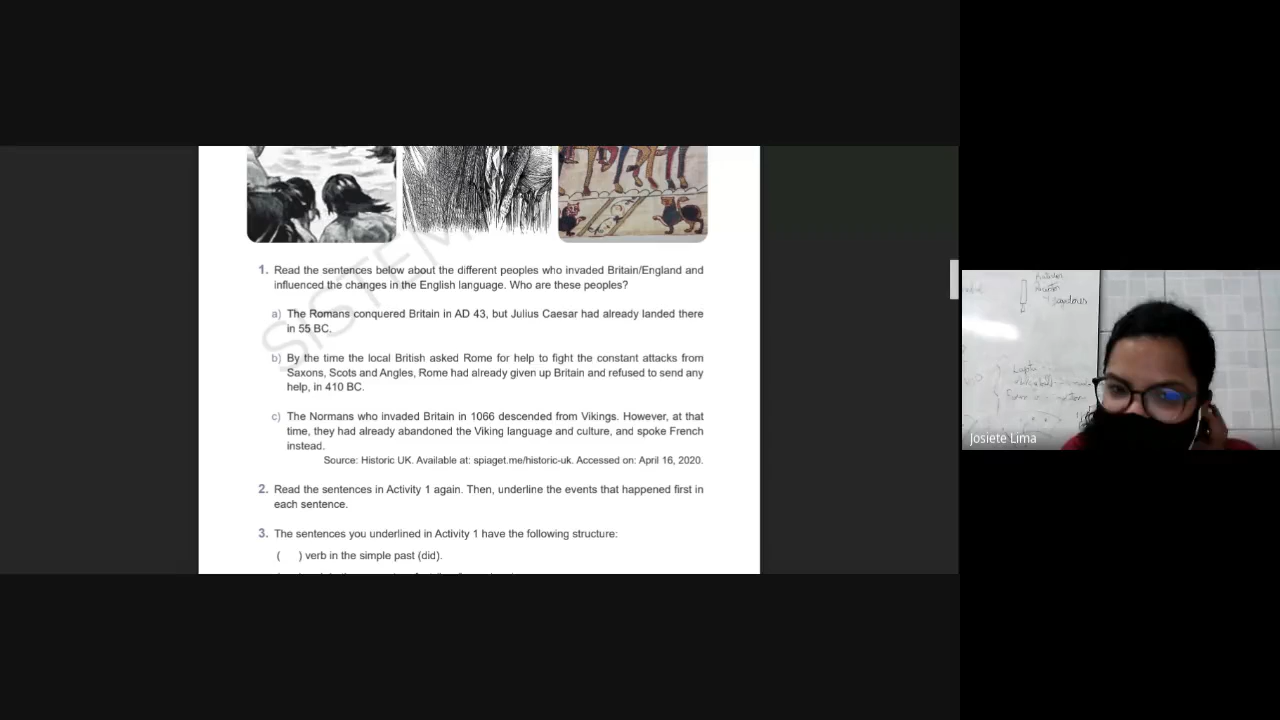 SISTEM
1. Read the sentences below about the different peoples who invaded Britain/England and
influenced the changes in the English language. Who are these peoples?
a) The Romans conquered Britain in AD 43, but Julius Caesar had already landed there
in 55 BC.
b) By the time the local British asked Rome for help to fight the constant attacks from
Saxons, Scots and Angles, Rome had already given up Britain and refused to send any
help, in 410 BC.
c) The Normans who invaded Britain in 1066 descended from Vikings. However, at that
time, they had already abandoned the Viking language and culture, and spoke French
instead.
Source: Historic UK. Available at: spiaget.me/historic-uk. Accessed on: April 16, 2020.
2. Read the sentences in Activity 1 again. Then, underline the events that happened first in
each sentence.
3. The sentences you underlined in Activity 1 have the following structure:
( ) verb in the simple past (did).
Josiete Lima